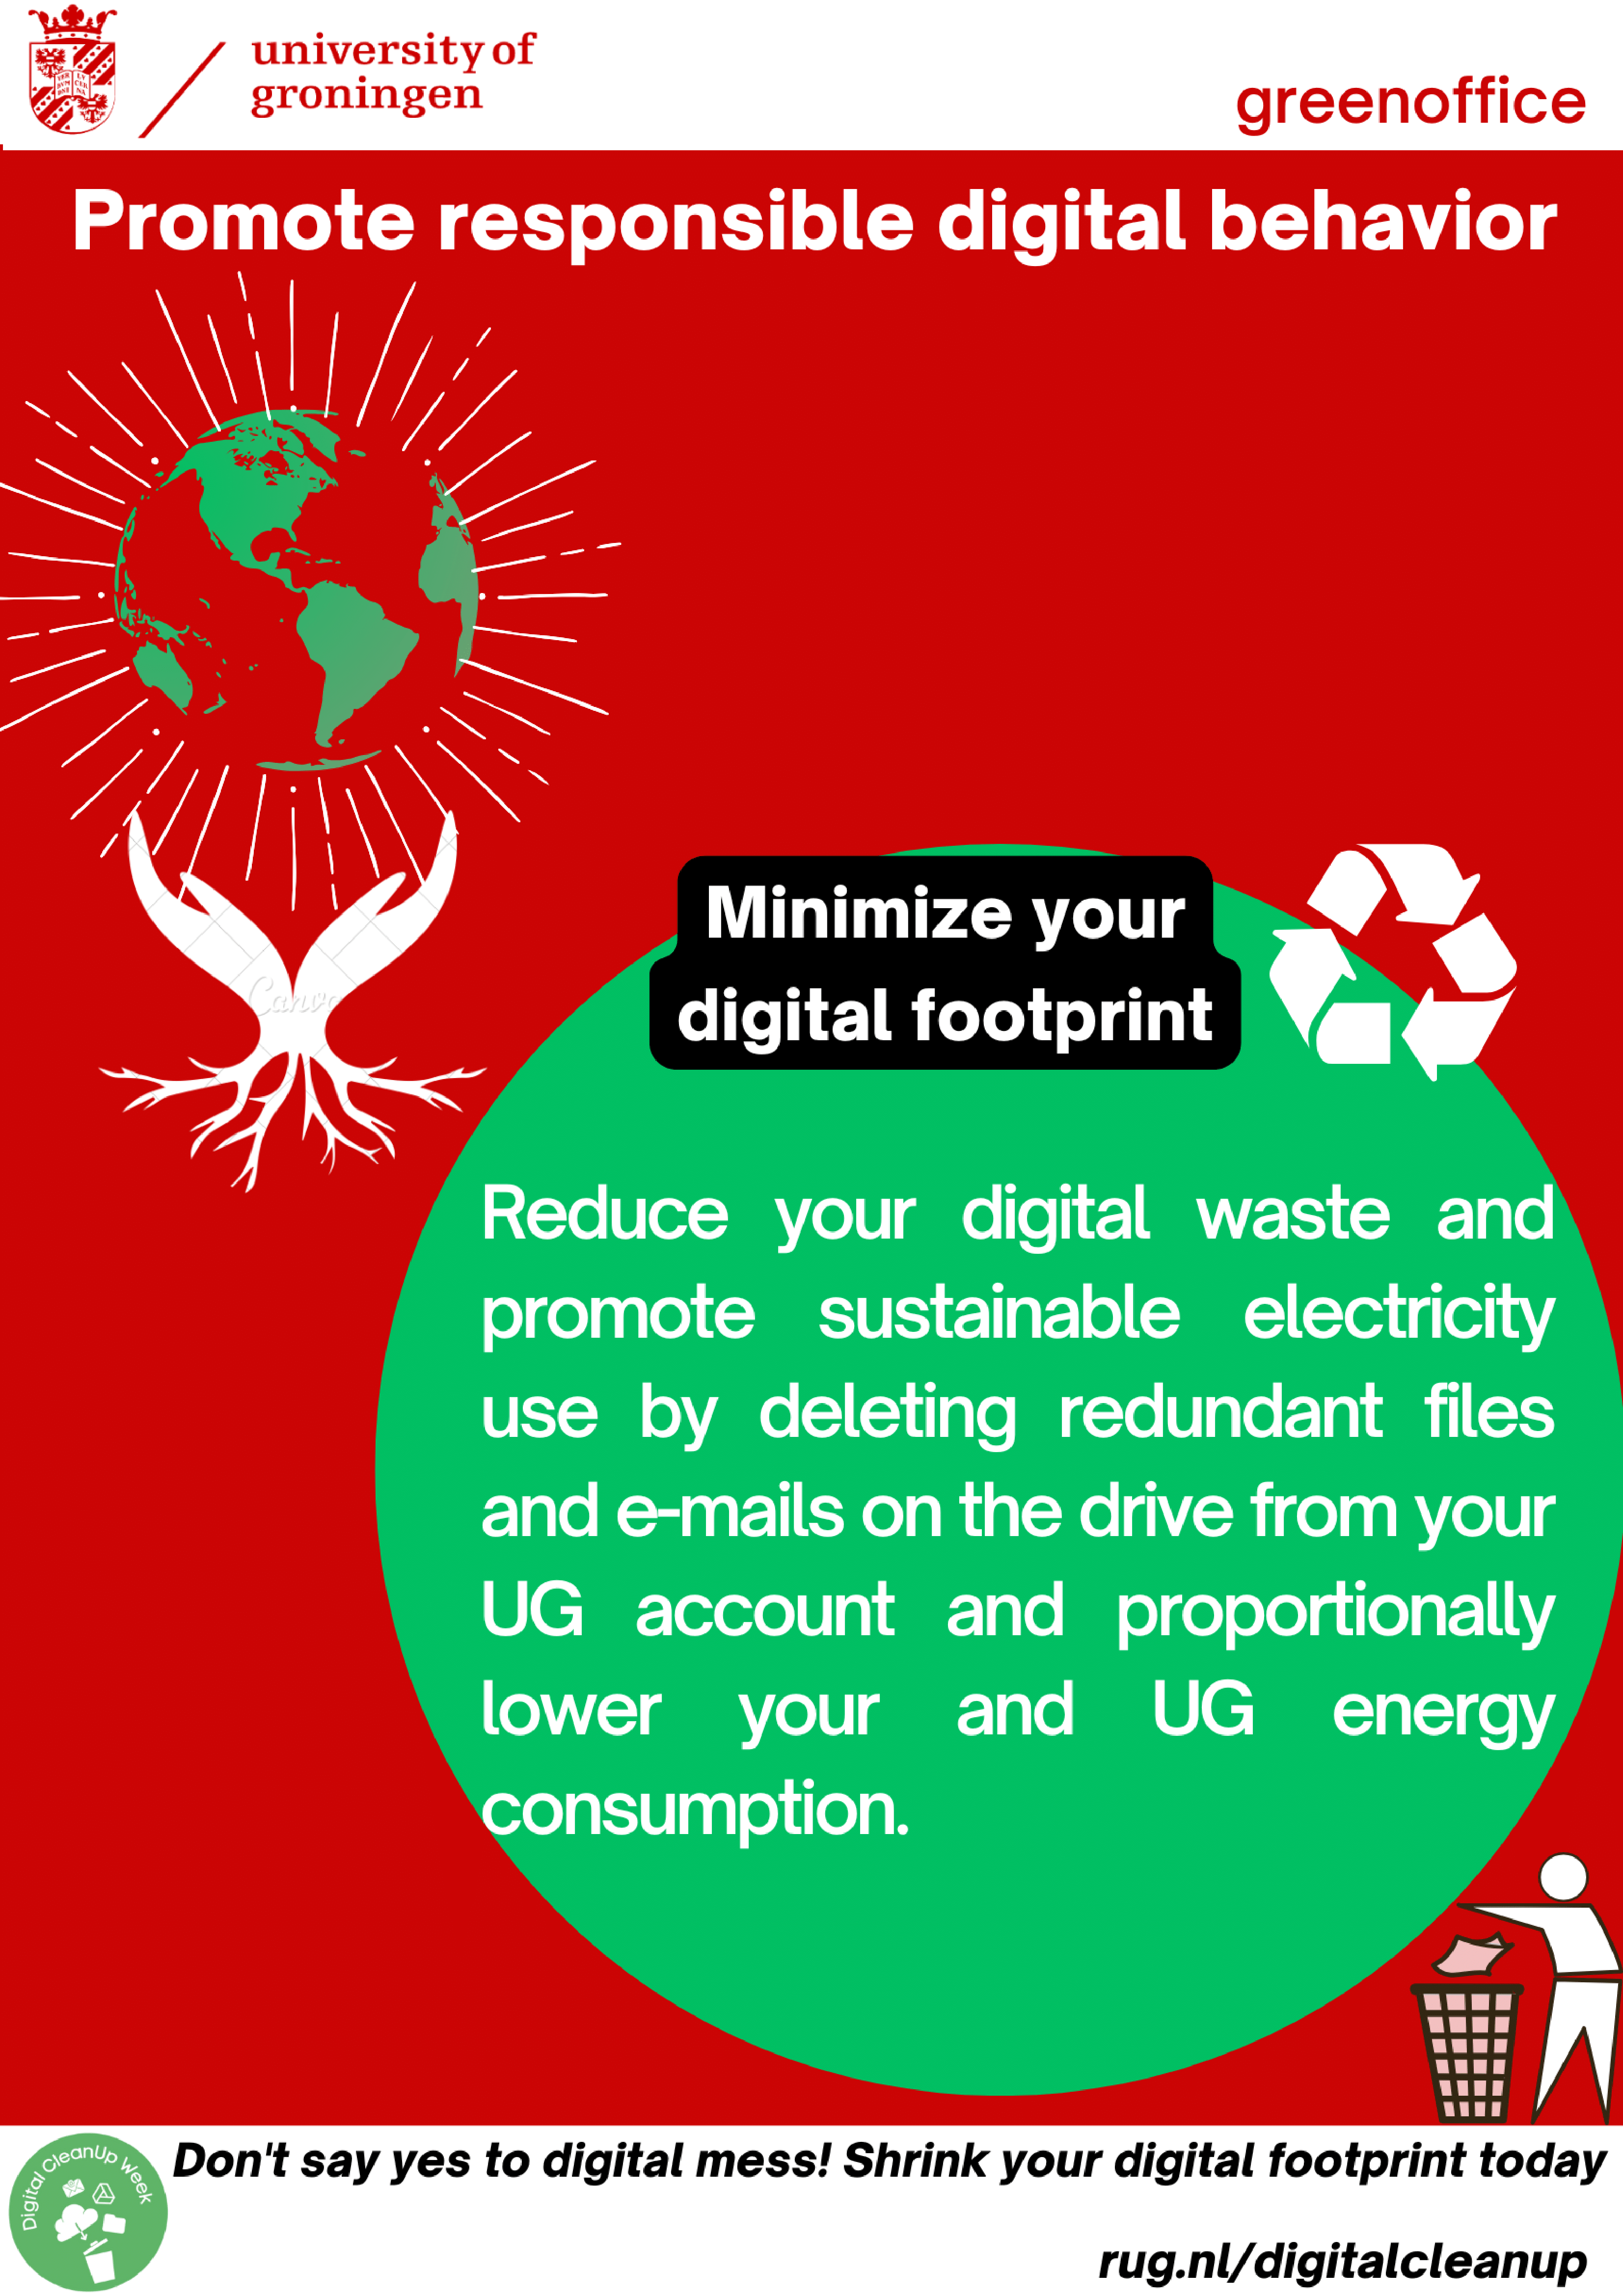 university of
groningen
greenoffice
Promote responsible digital behavior
Canva
Minimize your
digital footprint
Reduce your digital waste and
promote sustainable electricity
use by deleting redundant files
and e-mails on the drive from your
UG account and proportionally
lower your and UG energy
consumption.
Digital CleanUp Week
Don't say yes to digital mess! Shrink your digital footprint today
rug.nl/digitalcleanup